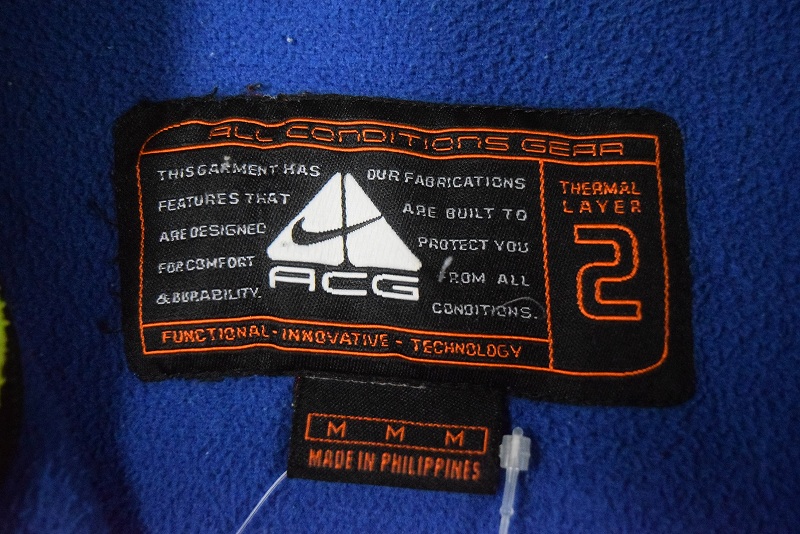 ALL CONDITIONS GEAR
THIS GARMENT HAS
FEATURES THAT
ARE DESIGNED
FOR COMFORT
& DURABILITY.
ACG
OUR FABRICATIONS
ARE BUILT TO
PROTECT YOU
FROM ALL
CONDITIONS.
THERMAL
LAYER
2
FUNCTIONAL - INNOVATIVE - TECHNOLOGY
M M M
MADE IN PHILIPPINES